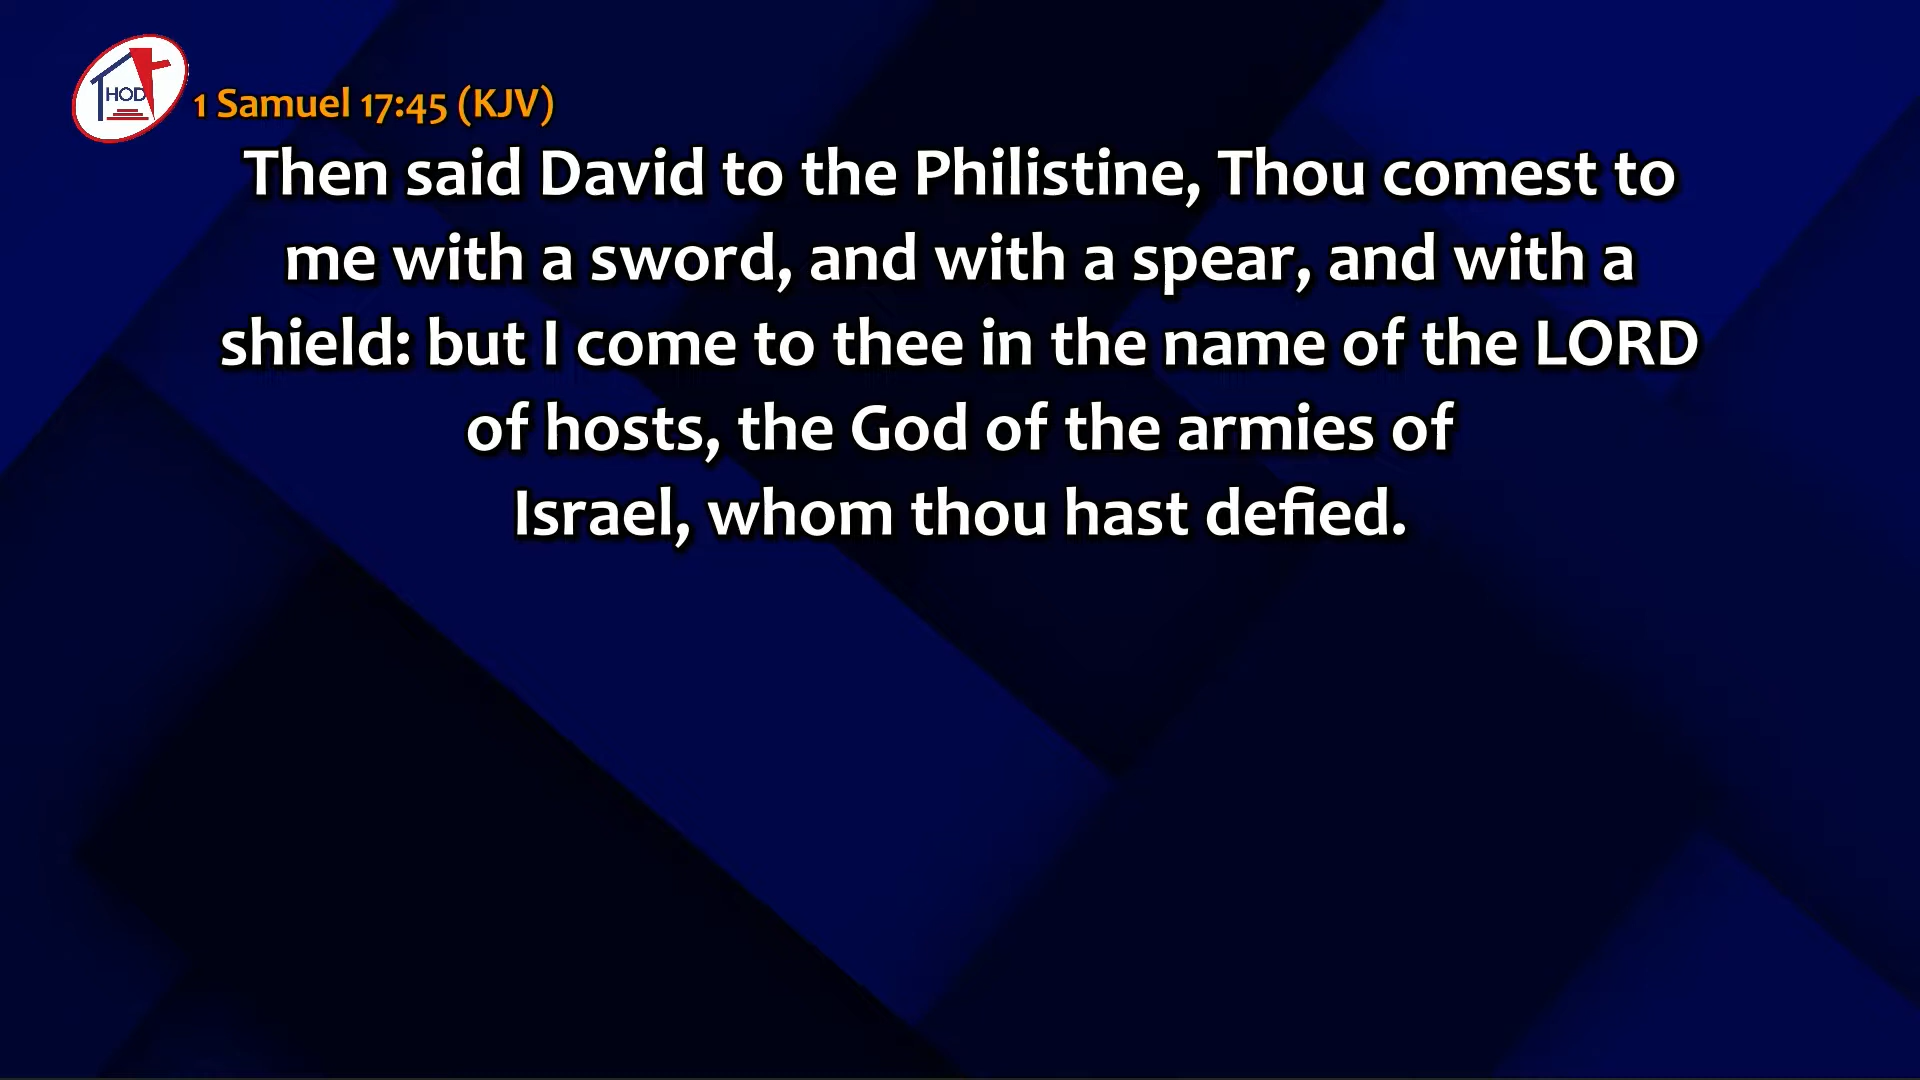 HOD
1 Samuel 17:45 (KJV)
Then said David to the Philistine, Thou comest to
me with a sword, and with a spear, and with a
shield: but I come to thee in the name of the LORD
of hosts, the God of the armies of
Israel, whom thou hast defied.